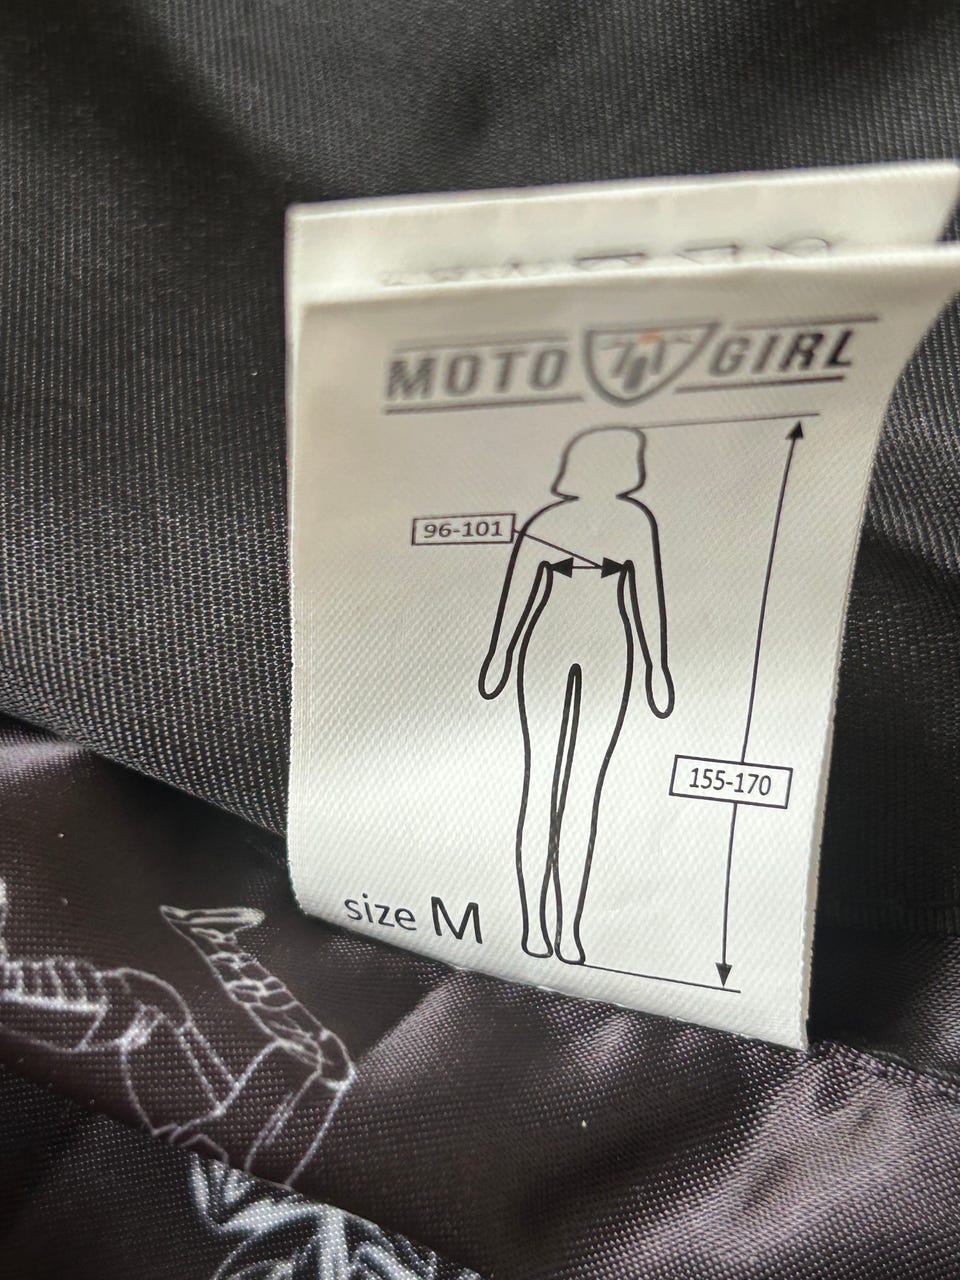 MOTO GIRL
96-101
155-170
size M